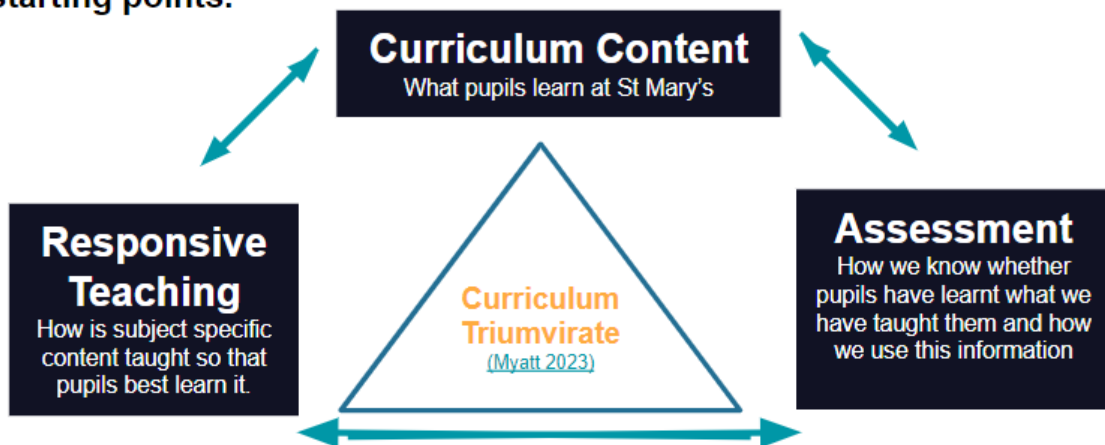 starting points.
Curriculum Content
What pupils learn at St Mary's
Responsive
Teaching
How is subject specific
content taught so that
pupils best learn it.
Curriculum
Triumvirate
(Myatt 2023)
Assessment
How we know whether
pupils have learnt what we
have taught them and how
we use this information